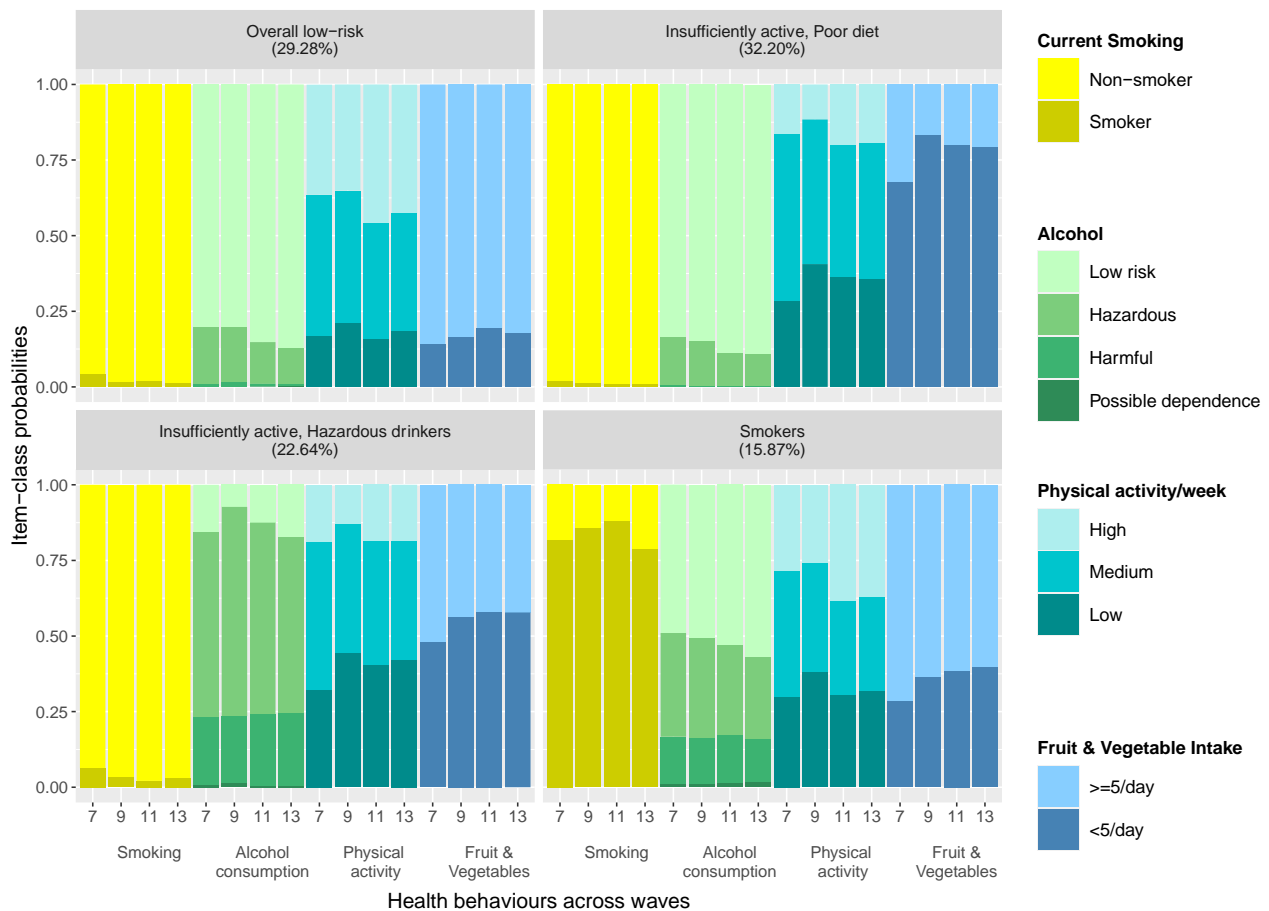 Overall low−risk
(29.28%)
Insufficiently active, Poor diet
(32.20%)
1.00
0.75
0.50
0.25
0.00
Insufficiently active, Hazardous drinkers
(22.64%)
Smokers
(15.87%)
1.00
0.75
0.50
0.25
0.00
Item−class probabilities
7 9 11 13 7 9 11 13 7 9 11 13 7 9 11 13
7 9 11 13 7 9 11 13 7 9 11 13 7 9 11 13
Smoking
Alcohol
consumption
Physical
activity
Fruit &
Vegetables
Smoking
Alcohol
consumption
Physical
activity
Fruit &
Vegetables
Health behaviours across waves
Current Smoking
Non−smoker
Smoker
Alcohol
Low risk
Hazardous
Harmful
Possible dependence
Physical activity/week
High
Medium
Low
Fruit & Vegetable Intake
>=5/day
<5/day